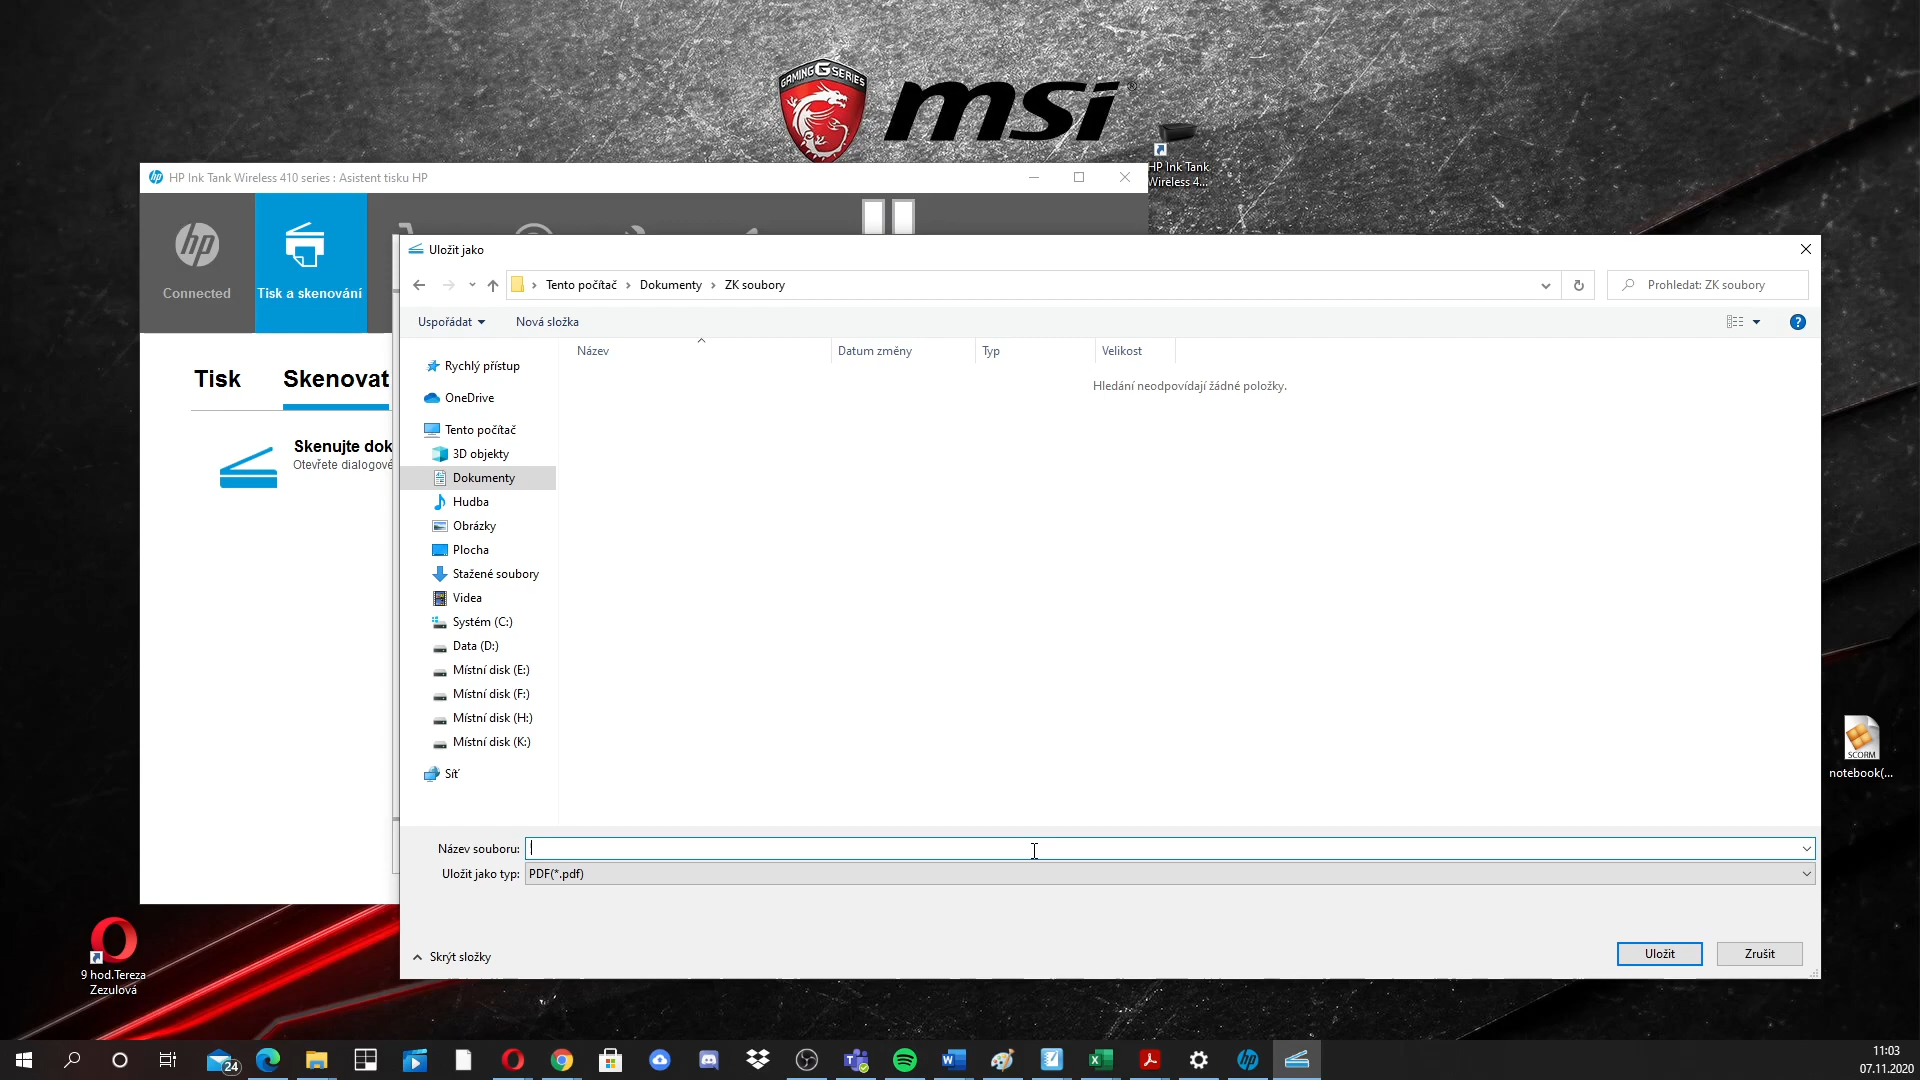 GAMING G SERIES
msi
HP Ink Tank
Wireless 4...
HP Ink Tank Wireless 410 series : Asistent tisku HP
hp
Connected
Tisk a skenování
Tisk
Skenovat
Skenujte dok
Otevřete dialogové
Uložit jako
Tento počítač
Dokumenty
ZK soubory
Prohledat: ZK soubory
Uspořádat
Nová složka
Název
Datum změny
Typ
Velikost
Hledání neodpovídají žádné položky.
Rychlý přístup
OneDrive
Tento počítač
3D objekty
Dokumenty
Hudba
Obrázky
Plocha
Stažené soubory
Videa
Systém (C:)
Data (D:)
Místní disk (E:)
Místní disk (F:)
Místní disk (H:)
Místní disk (K:)
Síť
Název souboru:
Uložit jako typ:
PDF(*.pdf)
Skrýt složky
Uložit
Zrušit
SCORM
notebook(...
9 hod.Tereza
Zezulová
24
11:03
07.11.2020